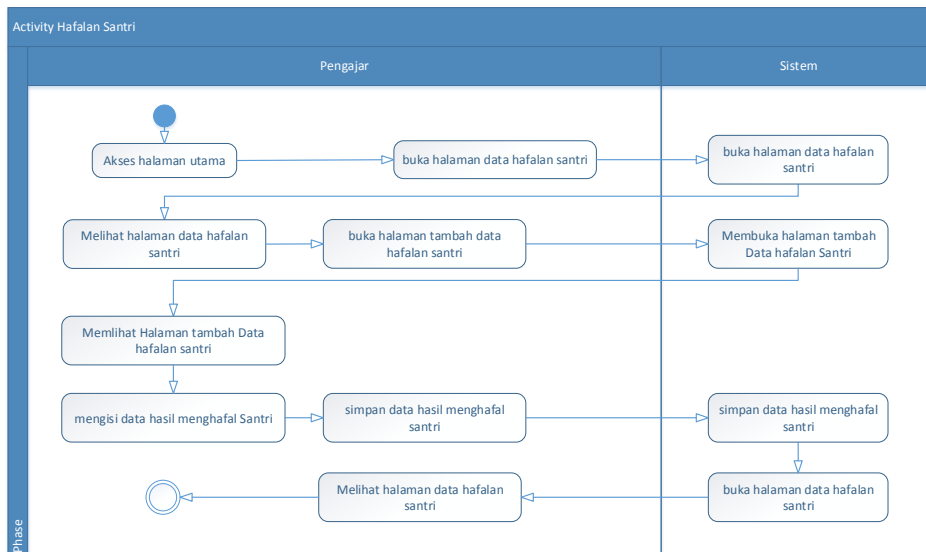 Activity Hafalan Santri
Pengajar
Sistem
Akses halaman utama
buka halaman data hafalan santri
buka halaman data hafalan
santri
Melihat halaman data hafalan
santri
buka halaman tambah data
hafalan santri
Membuka halaman tambah
Data hafalan Santri
Memlihat Halaman tambah Data
hafalan santri
mengisi data hasil menghafal Santri
simpan data hasil menghafal
santri
simpan data hasil menghafal
santri
Melihat halaman data hafalan
santri
buka halaman data hafalan
santri
Phase